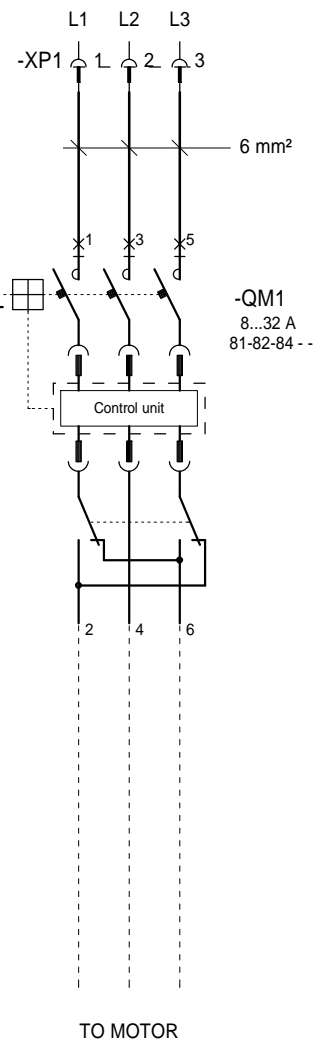 L1 L2 L3
-XP1 1 2 3
6 mm²
1 3 5
-QM1
8...32 A
81-82-84 - -
Control unit
2 4 6
TO MOTOR